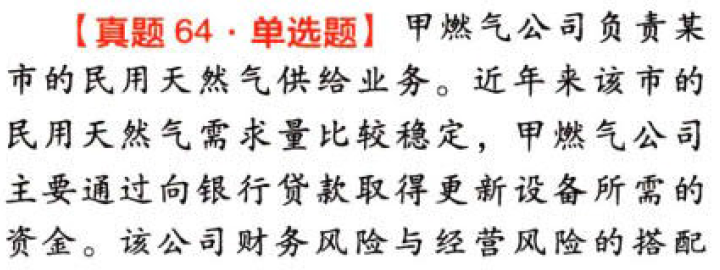 【真题 64·单选题】 甲燃气公司负责某
市的民用天然气供给业务。近年来该市的
民用天然气需求量比较稳定，甲燃气公司
主要通过向银行贷款取得更新设备所需的
资金。该公司财务风险与经营风险的搭配